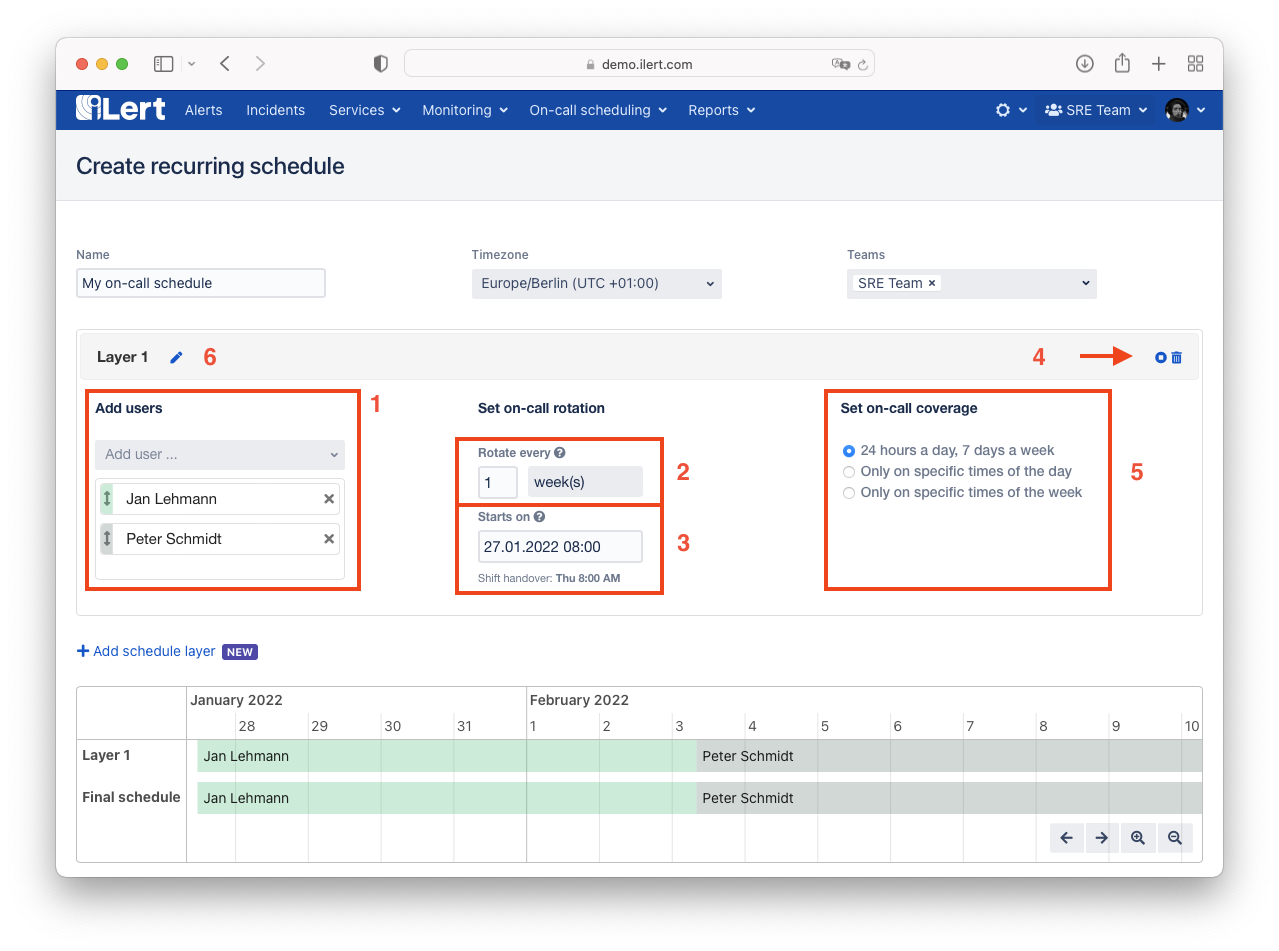 demo.ilert.com
iLert Alerts Incidents Services Monitoring On-call scheduling Reports SRE Team
Create recurring schedule
Name Timezone Teams
My on-call schedule Europe/Berlin (UTC +01:00) SRE Team ×
Layer 1 6 4
Add users 1 Set on-call rotation Set on-call coverage
Add user ... Rotate every 24 hours a day, 7 days a week
1 week(s) 2 Only on specific times of the day 5
Jan Lehmann Only on specific times of the week
Starts on
Peter Schmidt 27.01.2022 08:00 3
Shift handover: Thu 8:00 AM
+ Add schedule layer NEW
January 2022 February 2022
28 29 30 31 1 2 3 4 5 6 7 8 9 10
Layer 1 Jan Lehmann Peter Schmidt
Final schedule Jan Lehmann Peter Schmidt